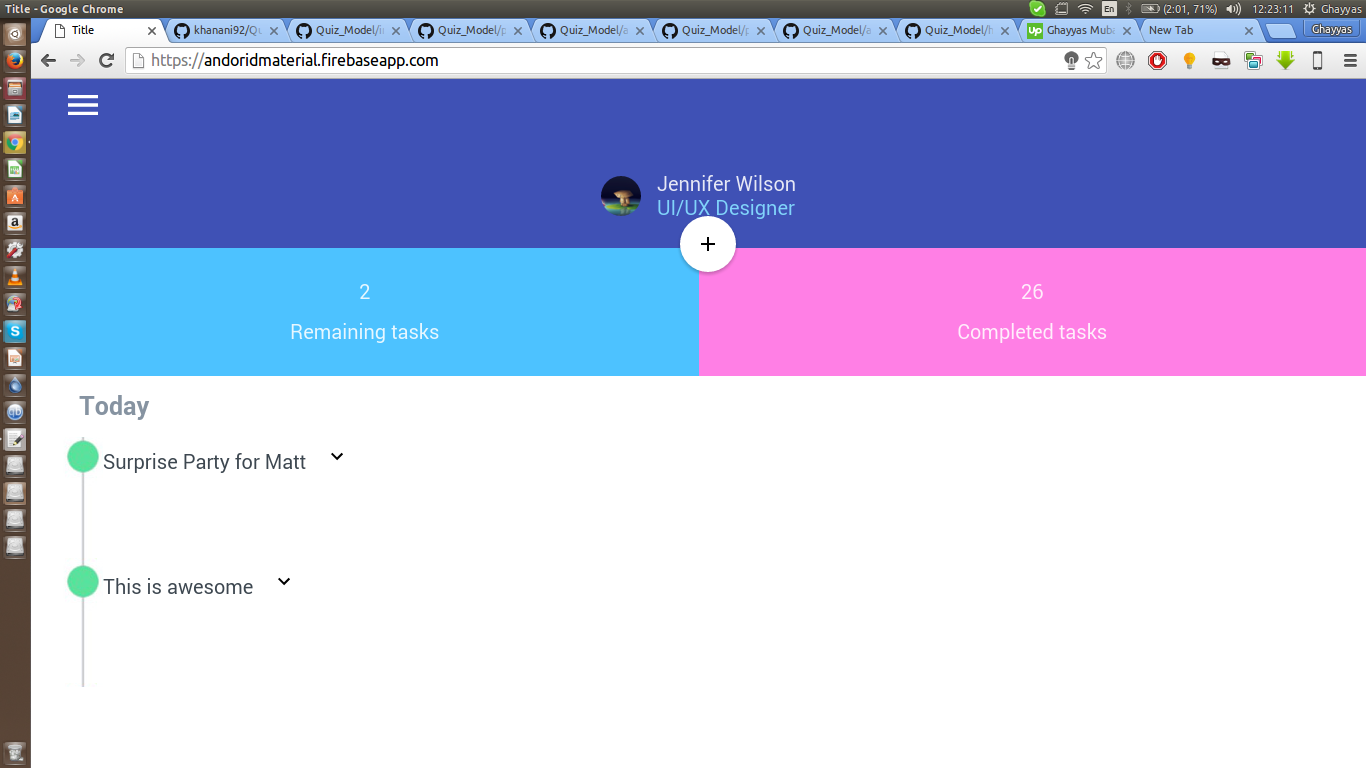 Title - Google Chrome
En
(2:01, 71%)
12:23:11
Ghayyas
Title
khanani92/Qu
Quiz_Model/
Quiz_Model/
Quiz_Model/a
Quiz_Model/
Quiz_Model/a
Quiz_Model/
Up
Ghayyas Mub
New Tab
Ghayyas
https://andoridmaterial.firebaseapp.com
Jennifer Wilson
UI/UX Designer
+
2
Remaining tasks
26
Completed tasks
Today
Surprise Party for Matt
This is awesome